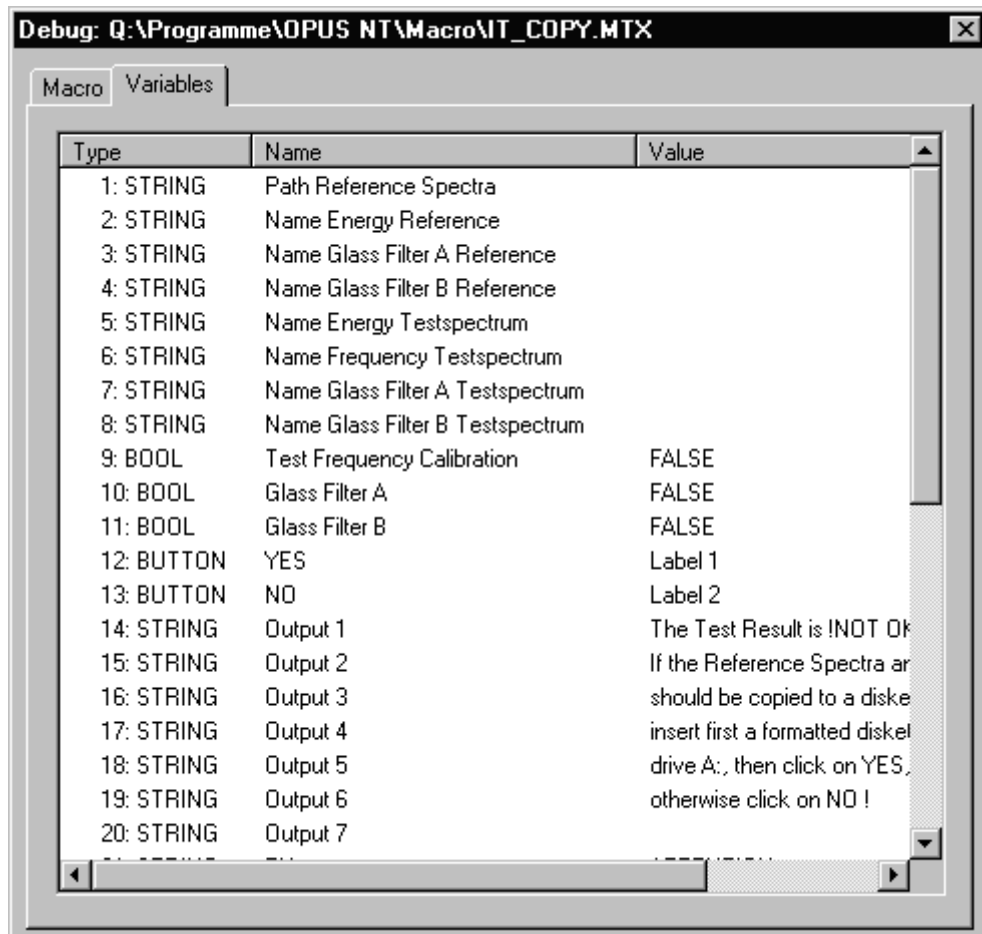 Debug: Q:\Programme\OPUS NT\Macro\IT_COPY.MTX
Macro Variables
Type Name Value
1: STRING Path Reference Spectra
2: STRING Name Energy Reference
3: STRING Name Glass Filter A Reference
4: STRING Name Glass Filter B Reference
5: STRING Name Energy Testspectrum
6: STRING Name Frequency Testspectrum
7: STRING Name Glass Filter A Testspectrum
8: STRING Name Glass Filter B Testspectrum
9: BOOL Test Frequency Calibration FALSE
10: BOOL Glass Filter A FALSE
11: BOOL Glass Filter B FALSE
12: BUTTON YES Label 1
13: BUTTON NO Label 2
14: STRING Output 1 The Test Result is !NOT OK
15: STRING Output 2 If the Reference Spectra an
16: STRING Output 3 should be copied to a diske
17: STRING Output 4 insert first a formatted disket
18: STRING Output 5 drive A:, then click on YES,
19: STRING Output 6 otherwise click on NO !
20: STRING Output 7